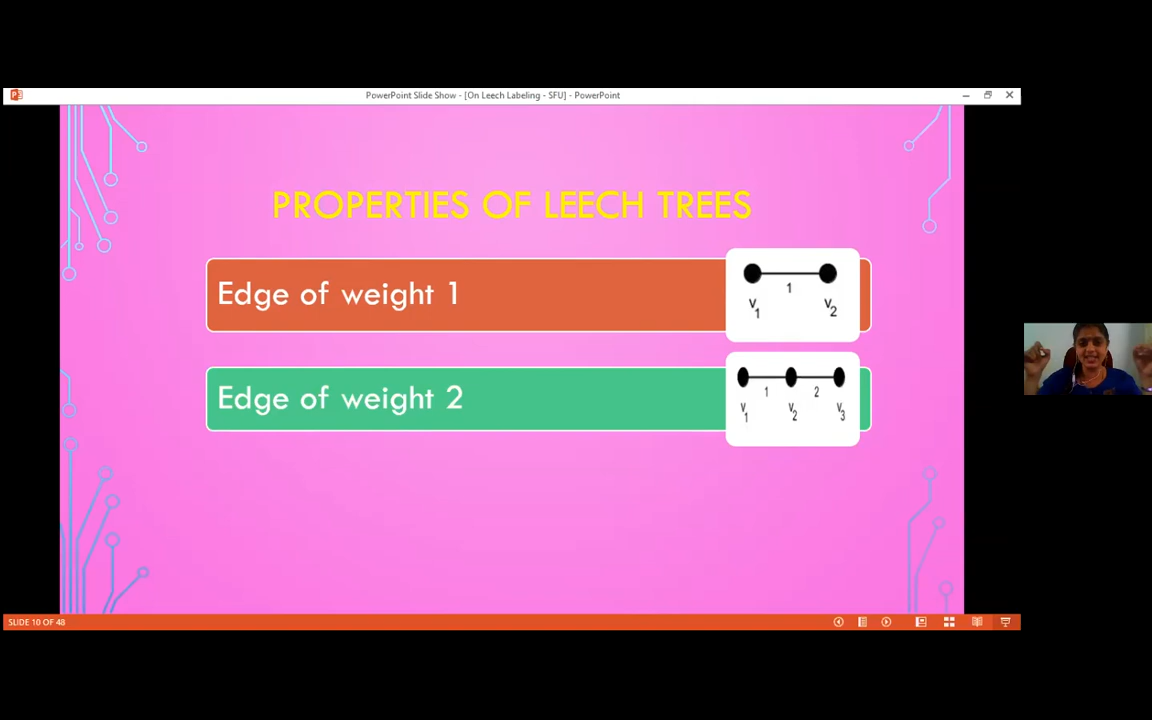 PowerPoint Slide Show - [On Leech Labeling - SFU] - PowerPoint
PROPERTIES OF LEECH TREES
Edge of weight 1
1
v1 v2
Edge of weight 2
1 2
v1 v2 v3
SLIDE 10 OF 48